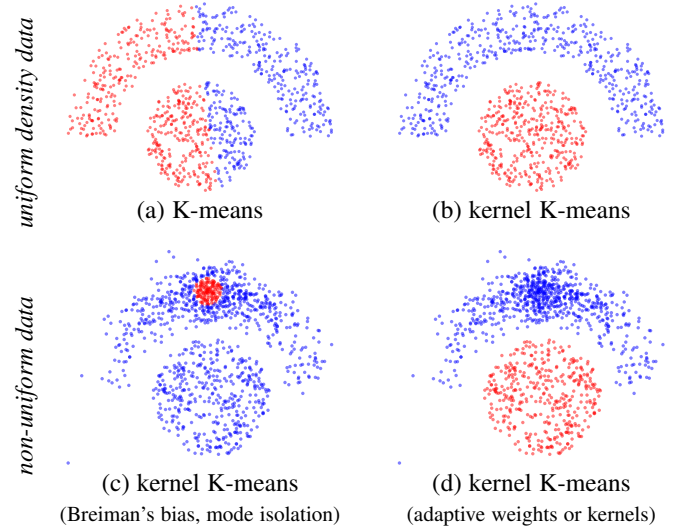 uniform density data
(a) K-means
(b) kernel K-means
non-uniform data
(c) kernel K-means
(Breiman's bias, mode isolation)
(d) kernel K-means
(adaptive weights or kernels)